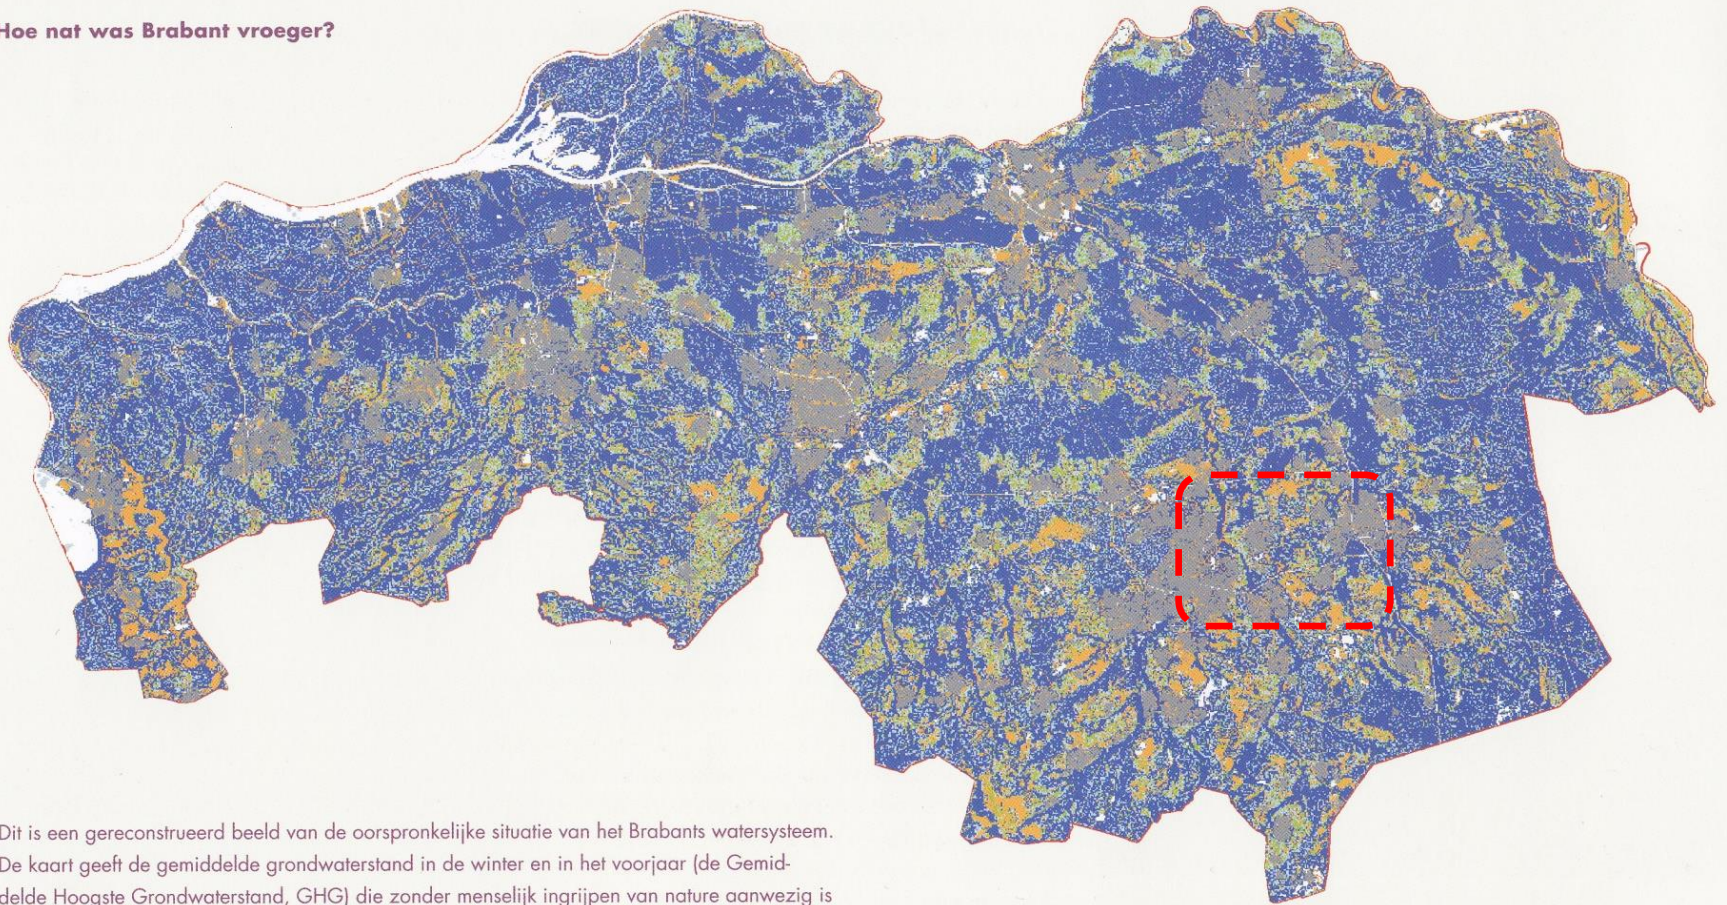 Hoe nat was Brabant vroeger?
Dit is een gereconstrueerd beeld van de oorspronkelijke situatie van het Brabants watersysteem.
De kaart geeft de gemiddelde grondwaterstand in de winter en in het voorjaar (de Gemid-
delde Hoogste Grondwaterstand, GHG) die zonder menselijk ingrijpen van nature aanwezig is